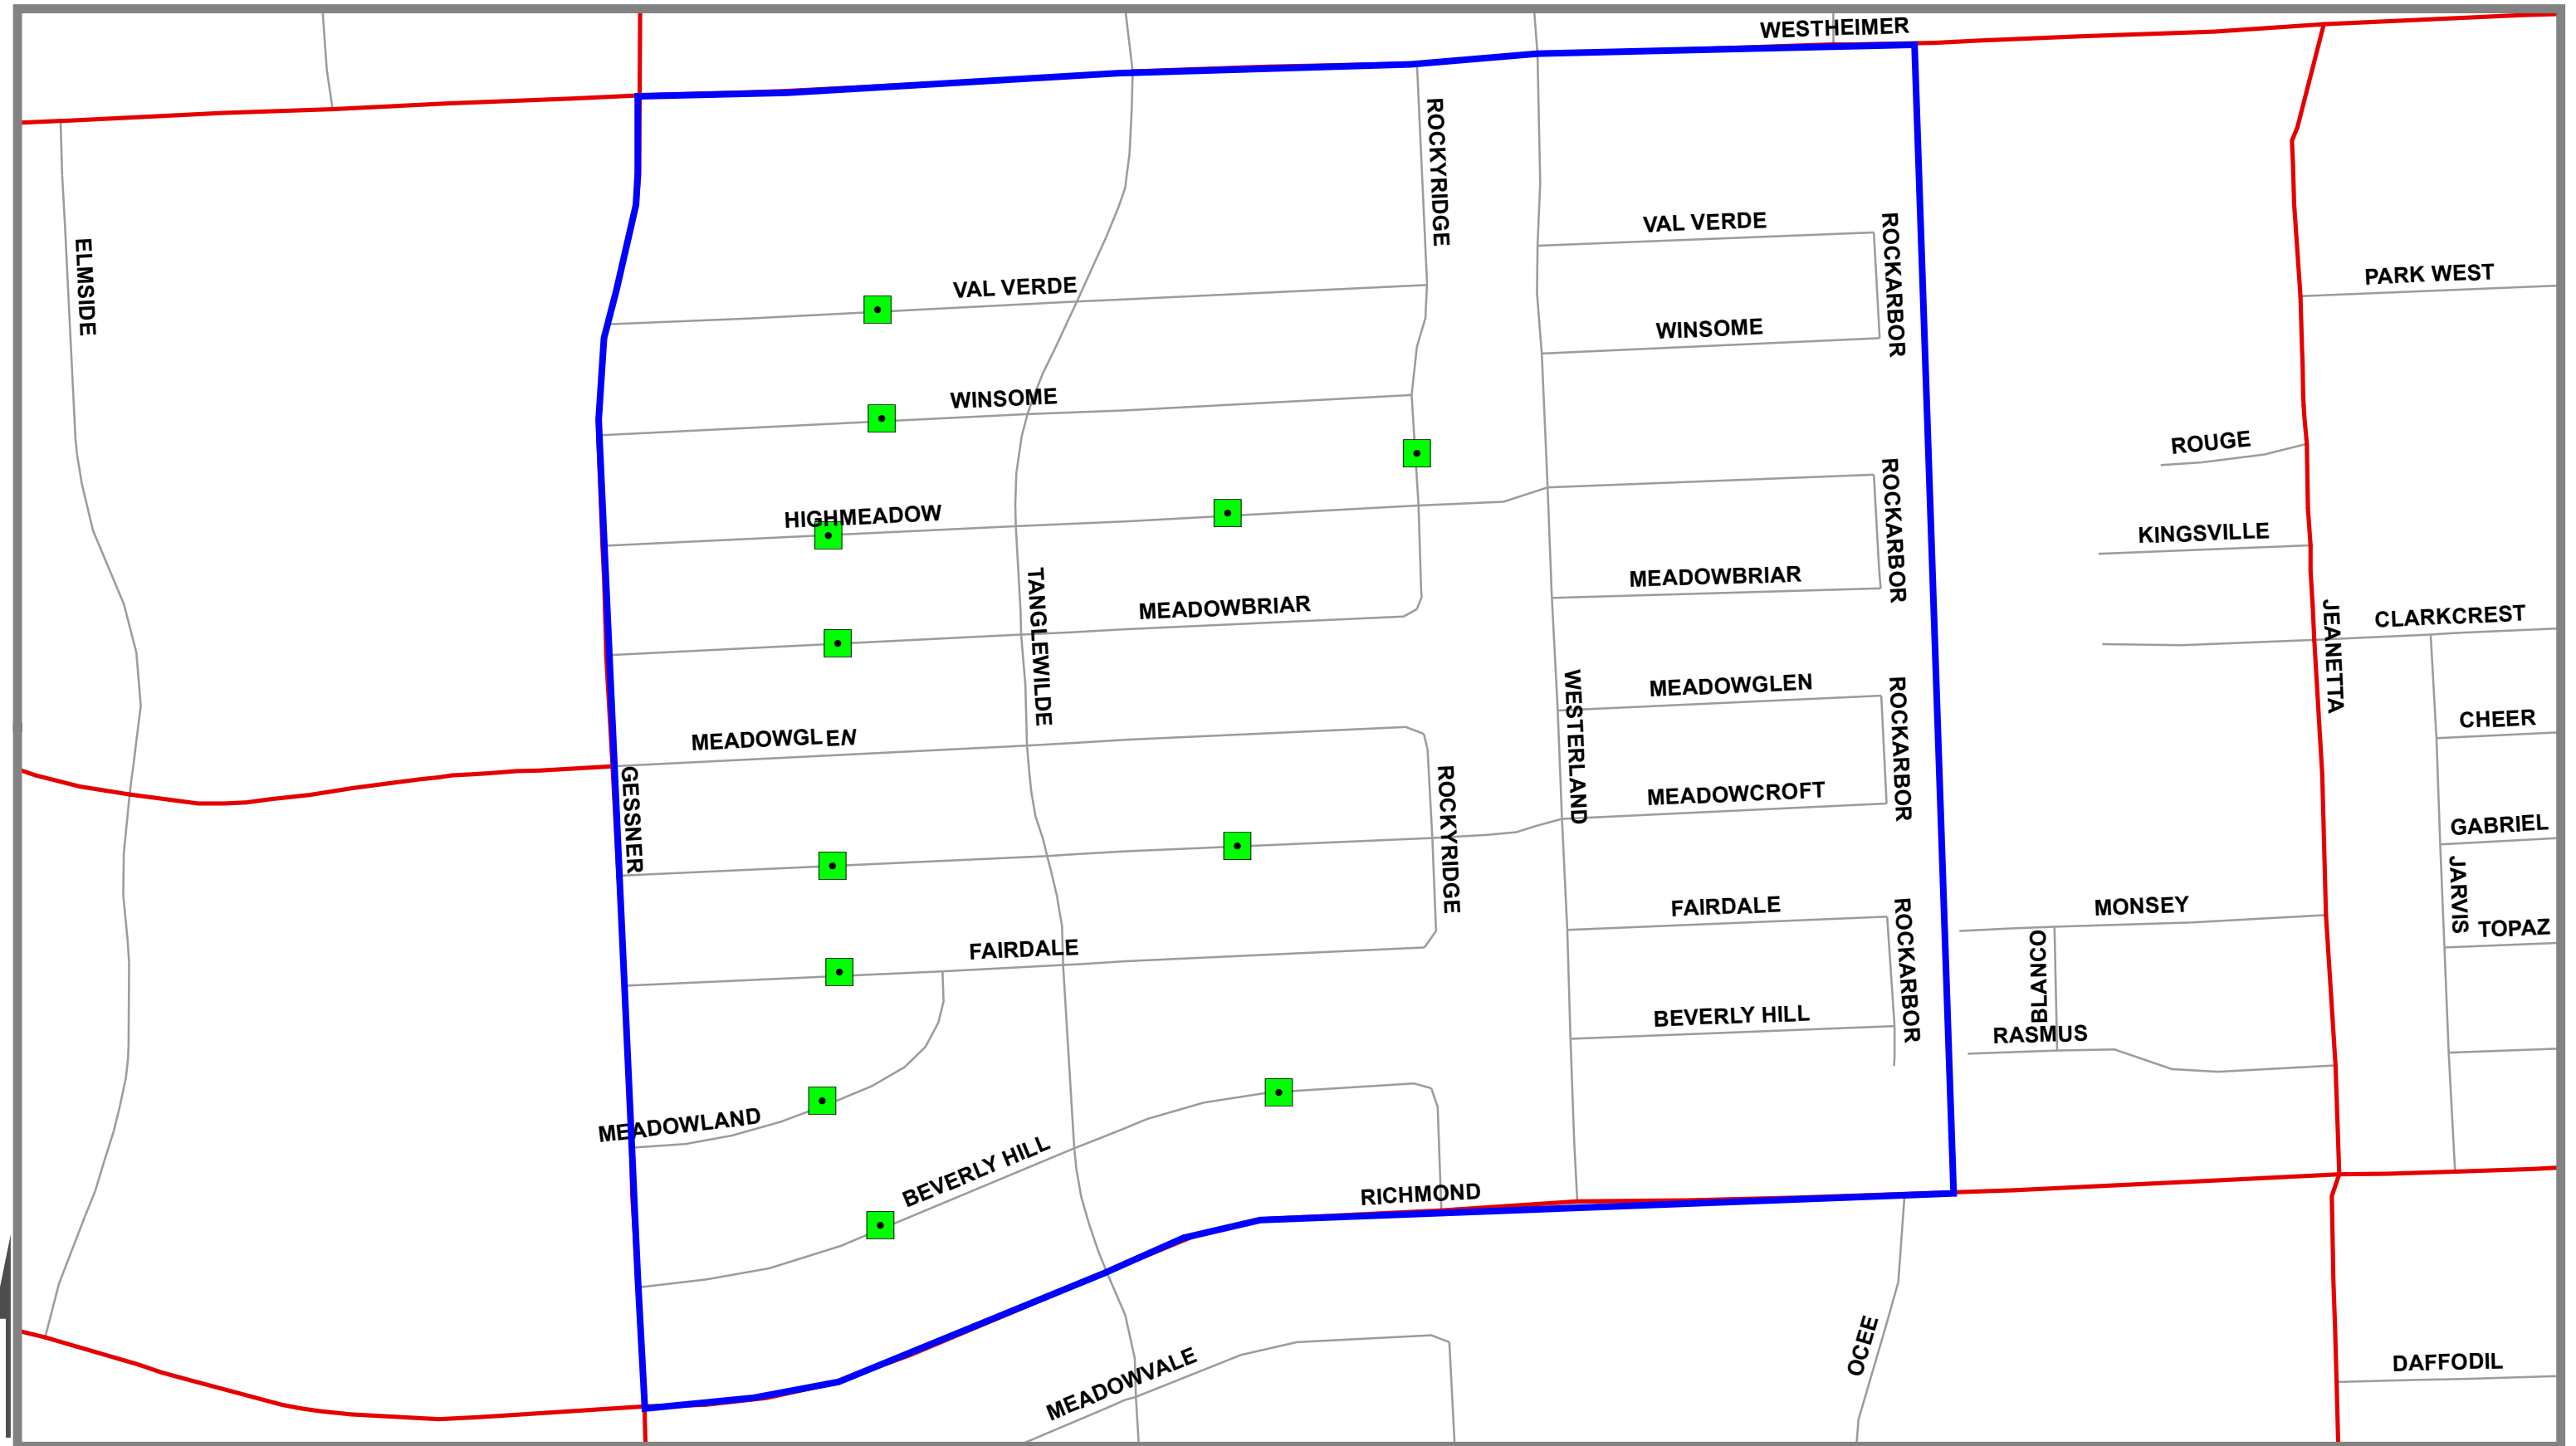 WESTHEIMER
ROCKYRIDGE
VAL VERDE
ROCKARBOR
ELMSIDE
PARK WEST
VAL VERDE
WINSOME
WINSOME
ROUGE
HIGHMEADOW
ROCKARBOR
KINGSVILLE
TANGLEWILDE
MEADOWBRIAR
MEADOWBRIAR
JEANETTA
CLARKCREST
MEADOWGLEN
WESTERLAND
MEADOWGLEN
ROCKARBOR
CHEER
GESSNER
ROCKYRIDGE
MEADOWCROFT
GABRIEL
JARVIS
FAIRDALE
FAIRDALE
ROCKARBOR
MONSEY
TOPAZ
BLANCO
BEVERLY HILL
RASMUS
MEADOWLAND
BEVERLY HILL
RICHMOND
OCEE
MEADOWVALE
DAFFODIL